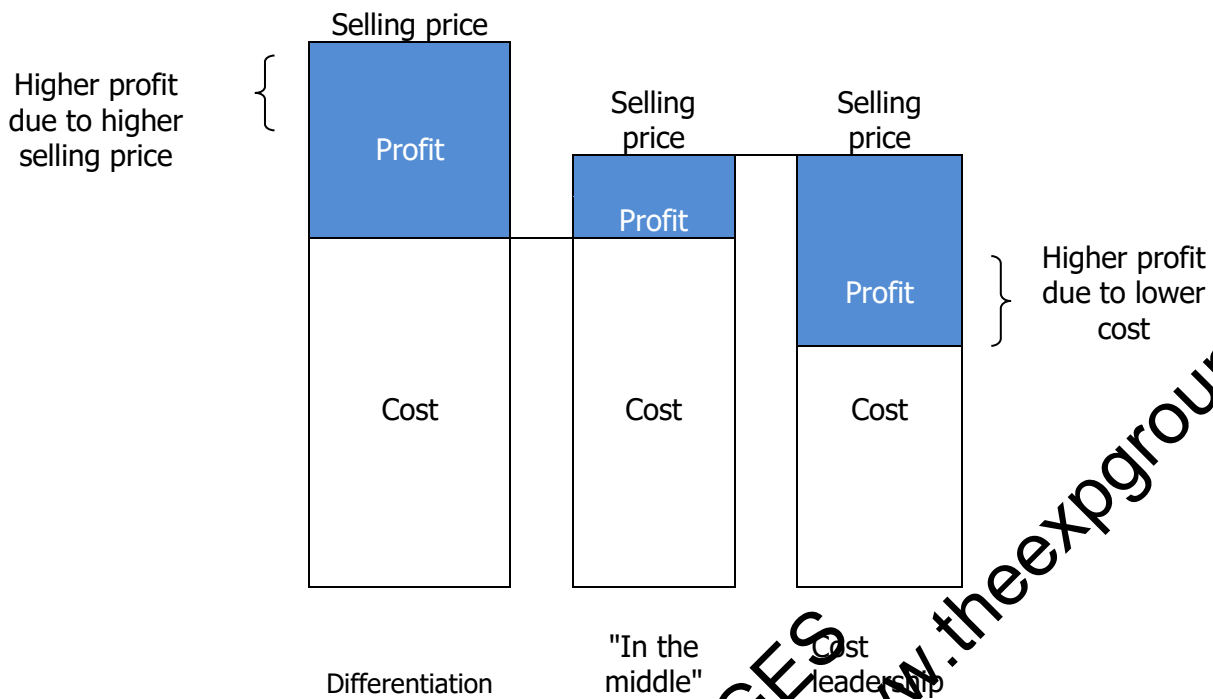 Selling price
Higher profit
due to higher
selling price
Profit
Selling
price
Profit
Selling
price
Profit
Higher profit
due to lower
cost
Cost
Cost
Cost
Differentiation
"In the
middle"
Cost
leadership